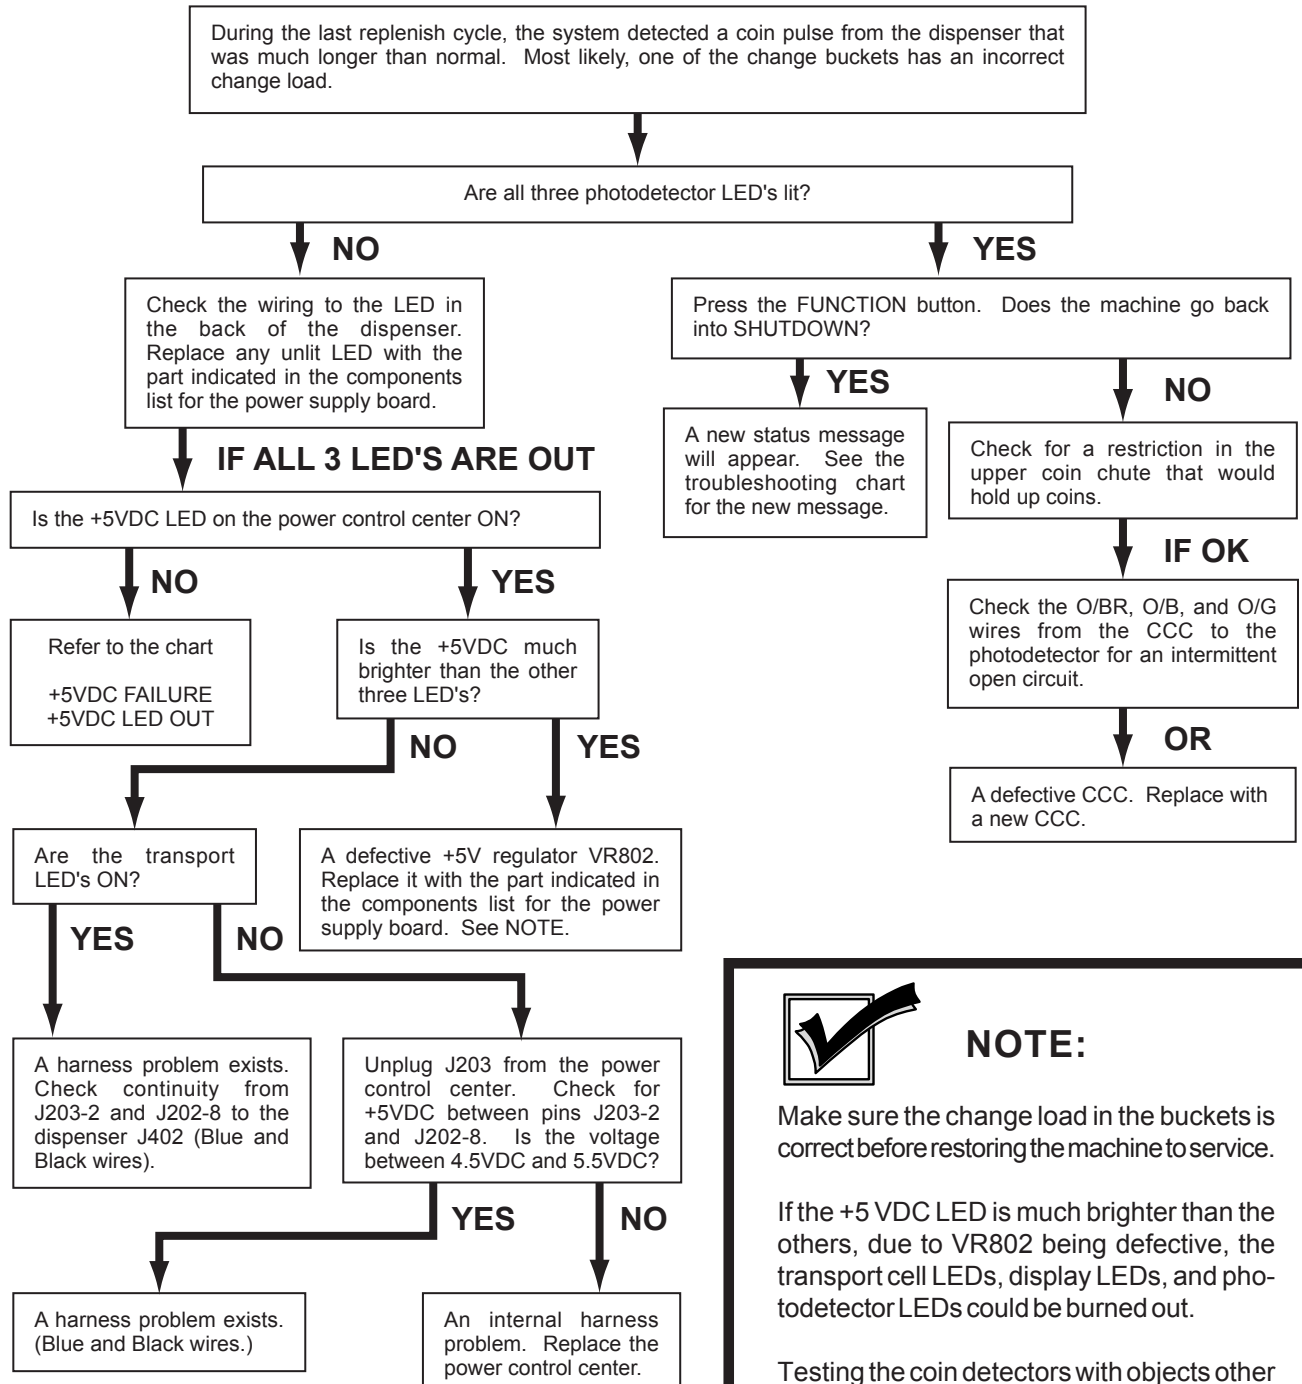 During the last replenish cycle, the system detected a coin pulse from the dispenser that
was much longer than normal.  Most likely, one of the change buckets has an incorrect
change load.
Are all three photodetector LED's lit?
NO
YES
Check the wiring to the LED in
the back of the dispenser.
Replace any unlit LED with the
part indicated in the components
list for the power supply board.
Press the FUNCTION button.  Does the machine go back
into SHUTDOWN?
YES
NO
A new status message
will appear.  See the
troubleshooting chart
for the new message.
Check for a restriction in the
upper coin chute that would
hold up coins.
IF ALL 3 LED'S ARE OUT
Is the +5VDC LED on the power control center ON?
IF OK
NO
YES
Check the O/BR, O/B, and O/G
wires from the CCC to the
photodetector for an intermittent
open circuit.
Refer to the chart
+5VDC FAILURE
+5VDC LED OUT
Is the +5VDC much
brighter than the other
three LED's?
NO
YES
OR
A defective CCC.  Replace with
a new CCC.
Are the transport
LED's ON?
A defective +5V regulator VR802.
Replace it with the part indicated in
the components list for the power
supply board.  See NOTE.
YES
NO
A harness problem exists.
Check continuity from
J203-2 and J202-8 to the
dispenser J402 (Blue and
Black wires).
Unplug J203 from the power
control center.  Check for
+5VDC between pins J203-2
and J202-8.  Is the voltage
between 4.5VDC and 5.5VDC?
YES
NO
A harness problem exists.
(Blue and Black wires.)
An internal harness
problem.  Replace the
power control center.
NOTE:
Make sure the change load in the buckets is
correct before restoring the machine to service.
If the +5 VDC LED is much brighter than the
others, due to VR802 being defective, the
transport cell LEDs, display LEDs, and pho-
todetector LEDs could be burned out.
Testing the coin detectors with objects other